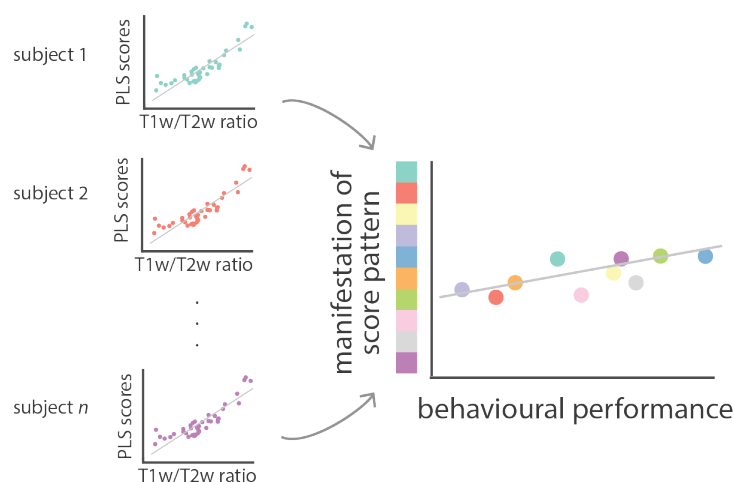 subject 1
PLS scores
T1w/T2w ratio
subject 2
PLS scores
T1w/T2w ratio
subject n
PLS scores
T1w/T2w ratio
manifestation of
score pattern
behavioural performance